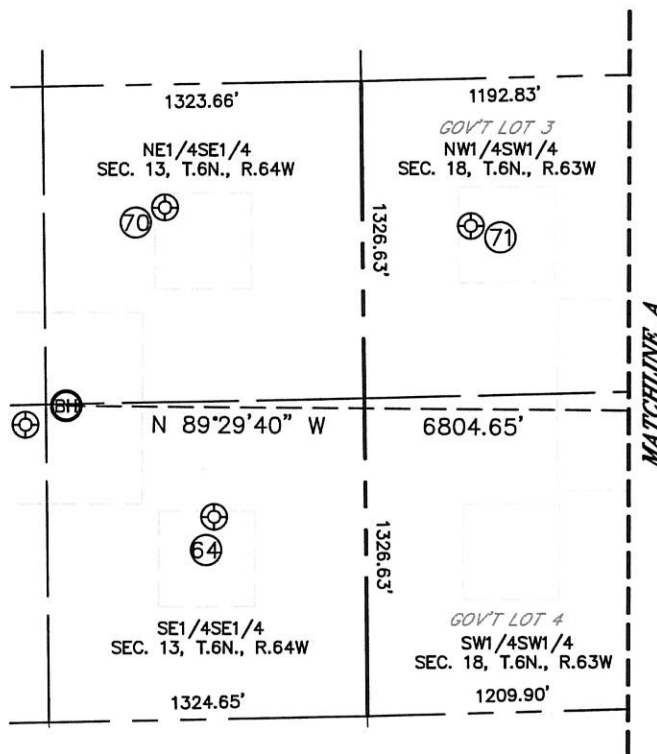 1323.66'
1192.83'
GOV'T LOT 3
NE1/4SE1/4
SEC. 13, T.6N., R.64W
NW1/4SW1/4
SEC. 18, T.6N., R.63W
70
1326.63'
71
MATCHLINE A
BH
N 89°29'40" W
6804.65'
64
1326.63'
GOV'T LOT 4
SE1/4SE1/4
SEC. 13, T.6N., R.64W
SW1/4SW1/4
SEC. 18, T.6N., R.63W
1324.65'
1209.90'